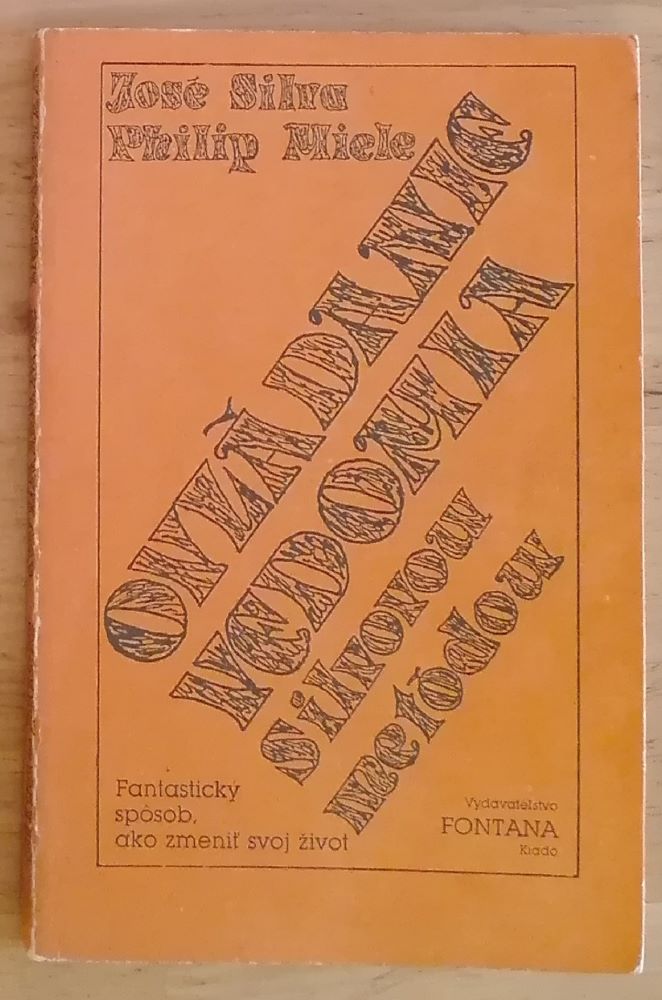 José Silva
Philip Miele
OVLÁDANIE
VEDOMIA
Silvovou
metódou
Fantastický
spôsob,
ako zmeniť svoj život
Vydavateľstvo
FONTANA
Kiadó